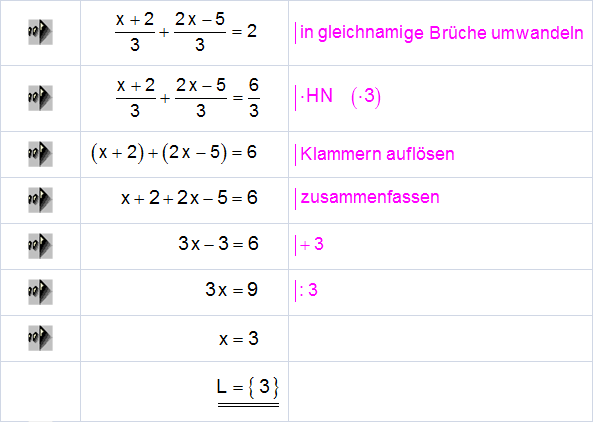 (x + 2)/3 + (2x − 5)/3 = 2 | in gleichnamige Brüche umwandeln
(x + 2)/3 + (2x − 5)/3 = 6/3 | ·HN (·3)
(x + 2) + (2x − 5) = 6 | Klammern auflösen
x + 2 + 2x − 5 = 6 | zusammenfassen
3x − 3 = 6 | + 3
3x = 9 | : 3
x = 3
L = { 3 }